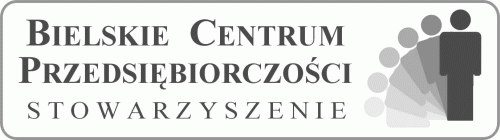 BIELSKIE CENTRUM
PRZEDSIĘBIORCZOŚCI
STOWARZYSZENIE